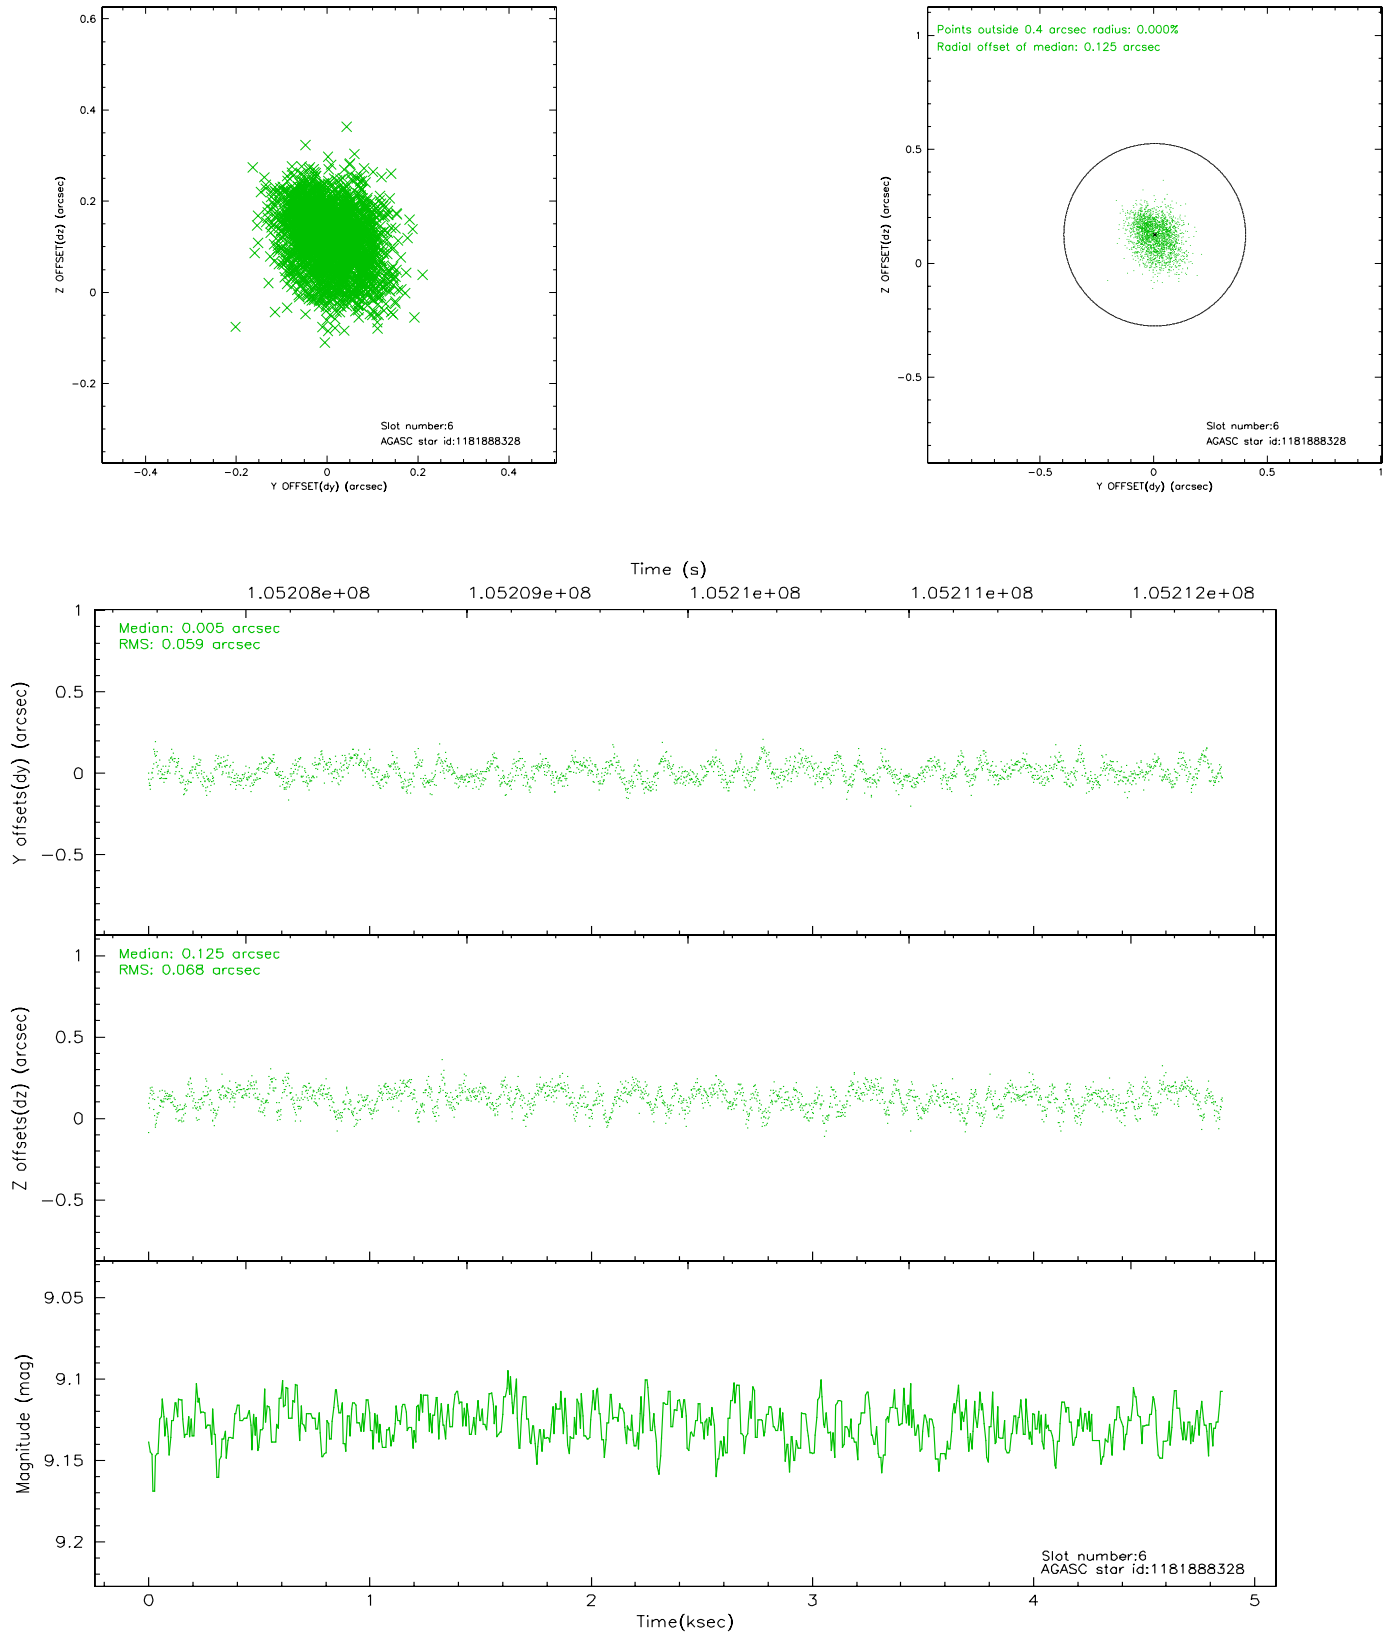 0.6
0.4
0.2
0
−0.2
Z OFFSET(dz) (arcsec)
−0.4
−0.2
0
0.2
0.4
Y OFFSET(dy) (arcsec)
Slot number:6
AGASC star id:1181888328
Points outside 0.4 arcsec radius: 0.000%
Radial offset of median: 0.125 arcsec
1
0.5
0
−0.5
Z OFFSET(dz) (arcsec)
Slot number:6
AGASC star id:1181888328
−0.5
0
0.5
1
Y OFFSET(dy) (arcsec)
Time (s)
1.05208e+08
1.05209e+08
1.0521e+08
1.05211e+08
1.05212e+08
Median: 0.005 arcsec
RMS: 0.059 arcsec
1
0.5
0
−0.5
Y offsets(dy) (arcsec)
Median: 0.125 arcsec
RMS: 0.068 arcsec
1
0.5
0
−0.5
Z offsets(dz) (arcsec)
9.05
9.1
9.15
9.2
Magnitude (mag)
Slot number:6
AGASC star id:1181888328
0
1
2
3
4
5
Time(ksec)